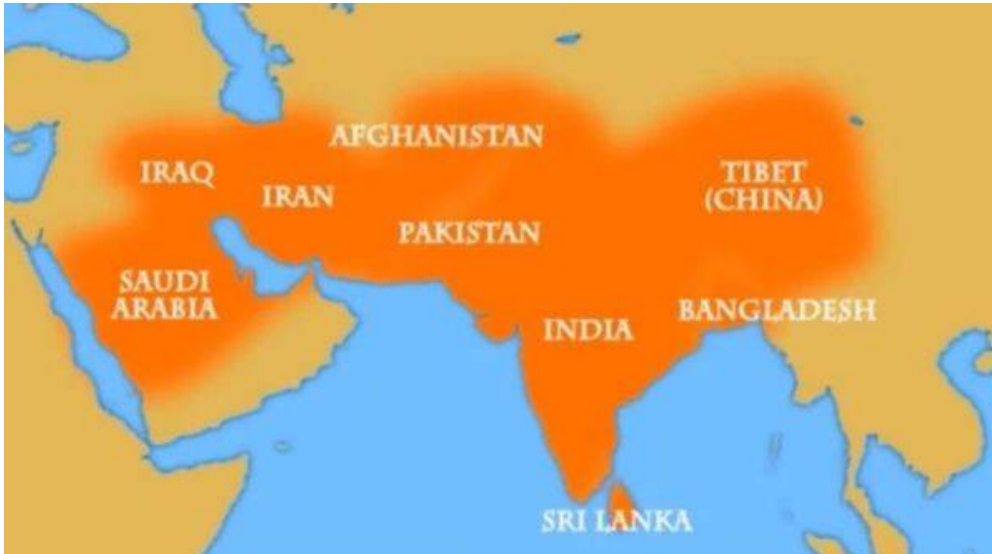 AFGHANISTAN
IRAQ
IRAN
TIBET
(CHINA)
PAKISTAN
SAUDI
ARABIA
INDIA
BANGLADESH
SRI LANKA